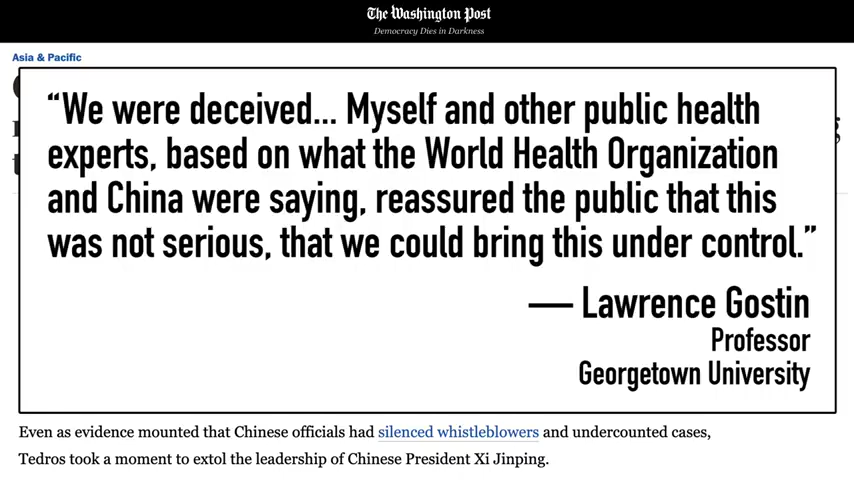 The Washington Post
Democracy Dies in Darkness
Asia & Pacific
“We were deceived... Myself and other public health
experts, based on what the World Health Organization
and China were saying, reassured the public that this
was not serious, that we could bring this under control.”
— Lawrence Gostin
Professor
Georgetown University
Even as evidence mounted that Chinese officials had silenced whistleblowers and undercounted cases,
Tedros took a moment to extol the leadership of Chinese President Xi Jinping.